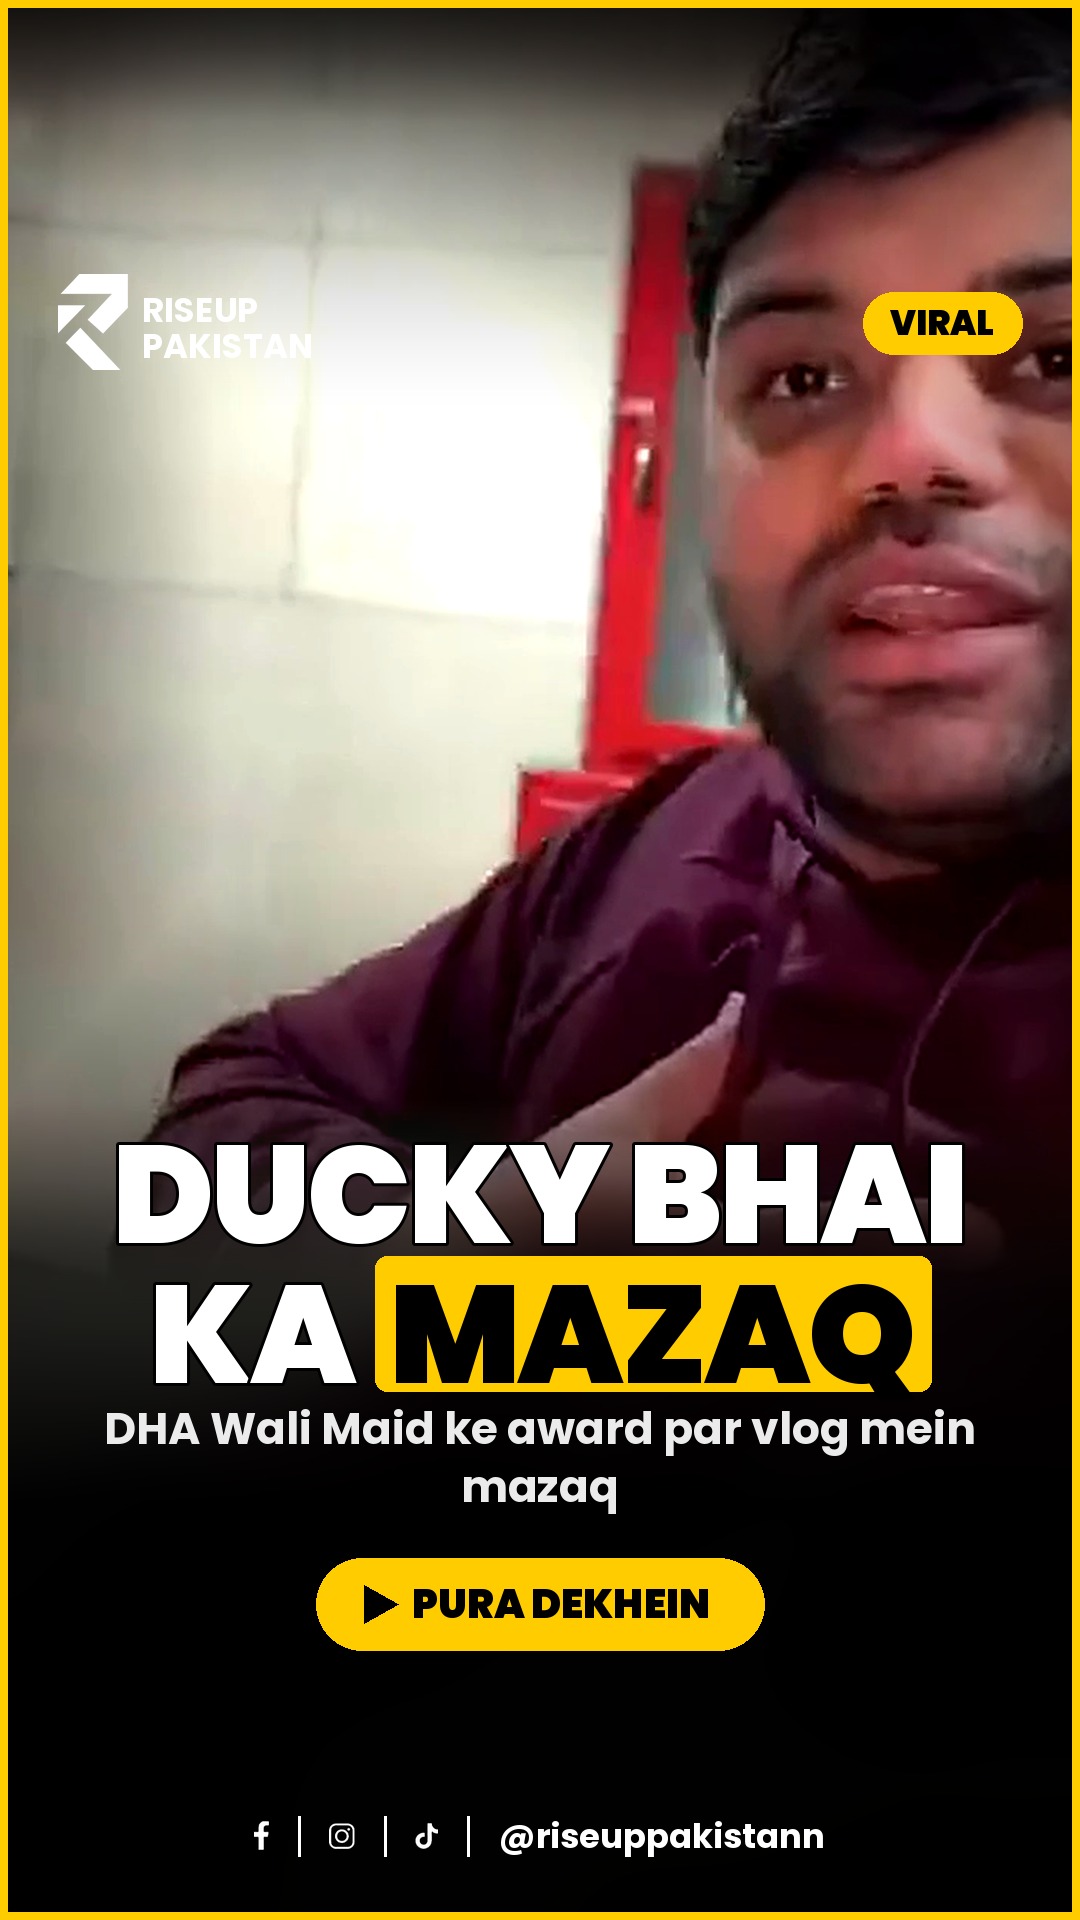 RISEUP
PAKISTAN
VIRAL
DUCKY BHAI
KA MAZAQ
DHA Wali Maid ke award par vlog mein
mazaq
PURA DEKHEIN
@riseuppakistann